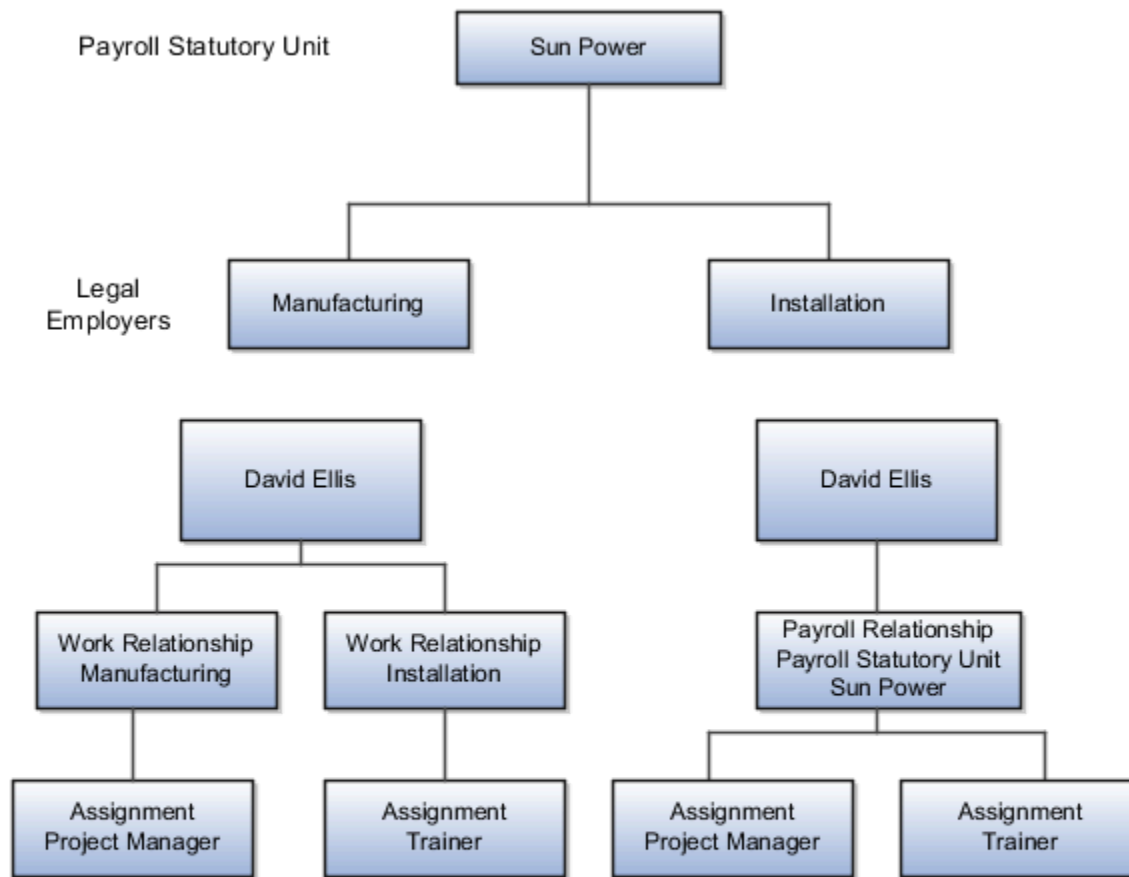 Payroll Statutory Unit
Sun Power
Legal
Employers
Manufacturing
Installation
David Ellis
David Ellis
Work Relationship
Manufacturing
Work Relationship
Installation
Payroll Relationship
Payroll Statutory Unit
Sun Power
Assignment
Project Manager
Assignment
Trainer
Assignment
Project Manager
Assignment
Trainer